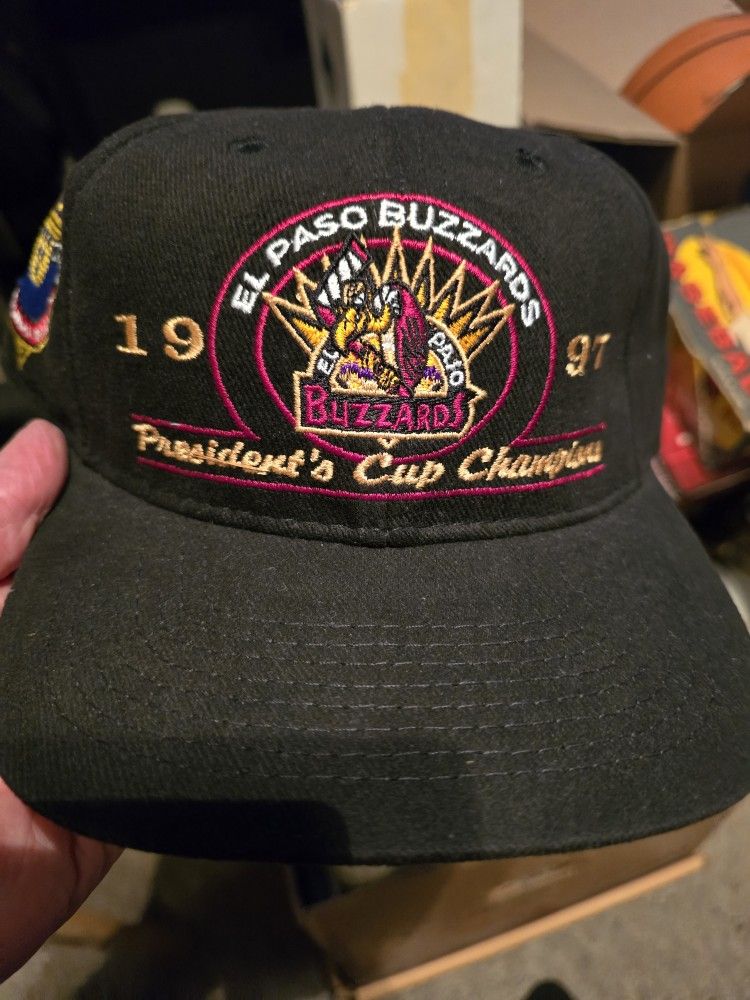 EL PASO BUZZARDS
19 97
EL PASO
BUZZARDS
President's Cup Champions